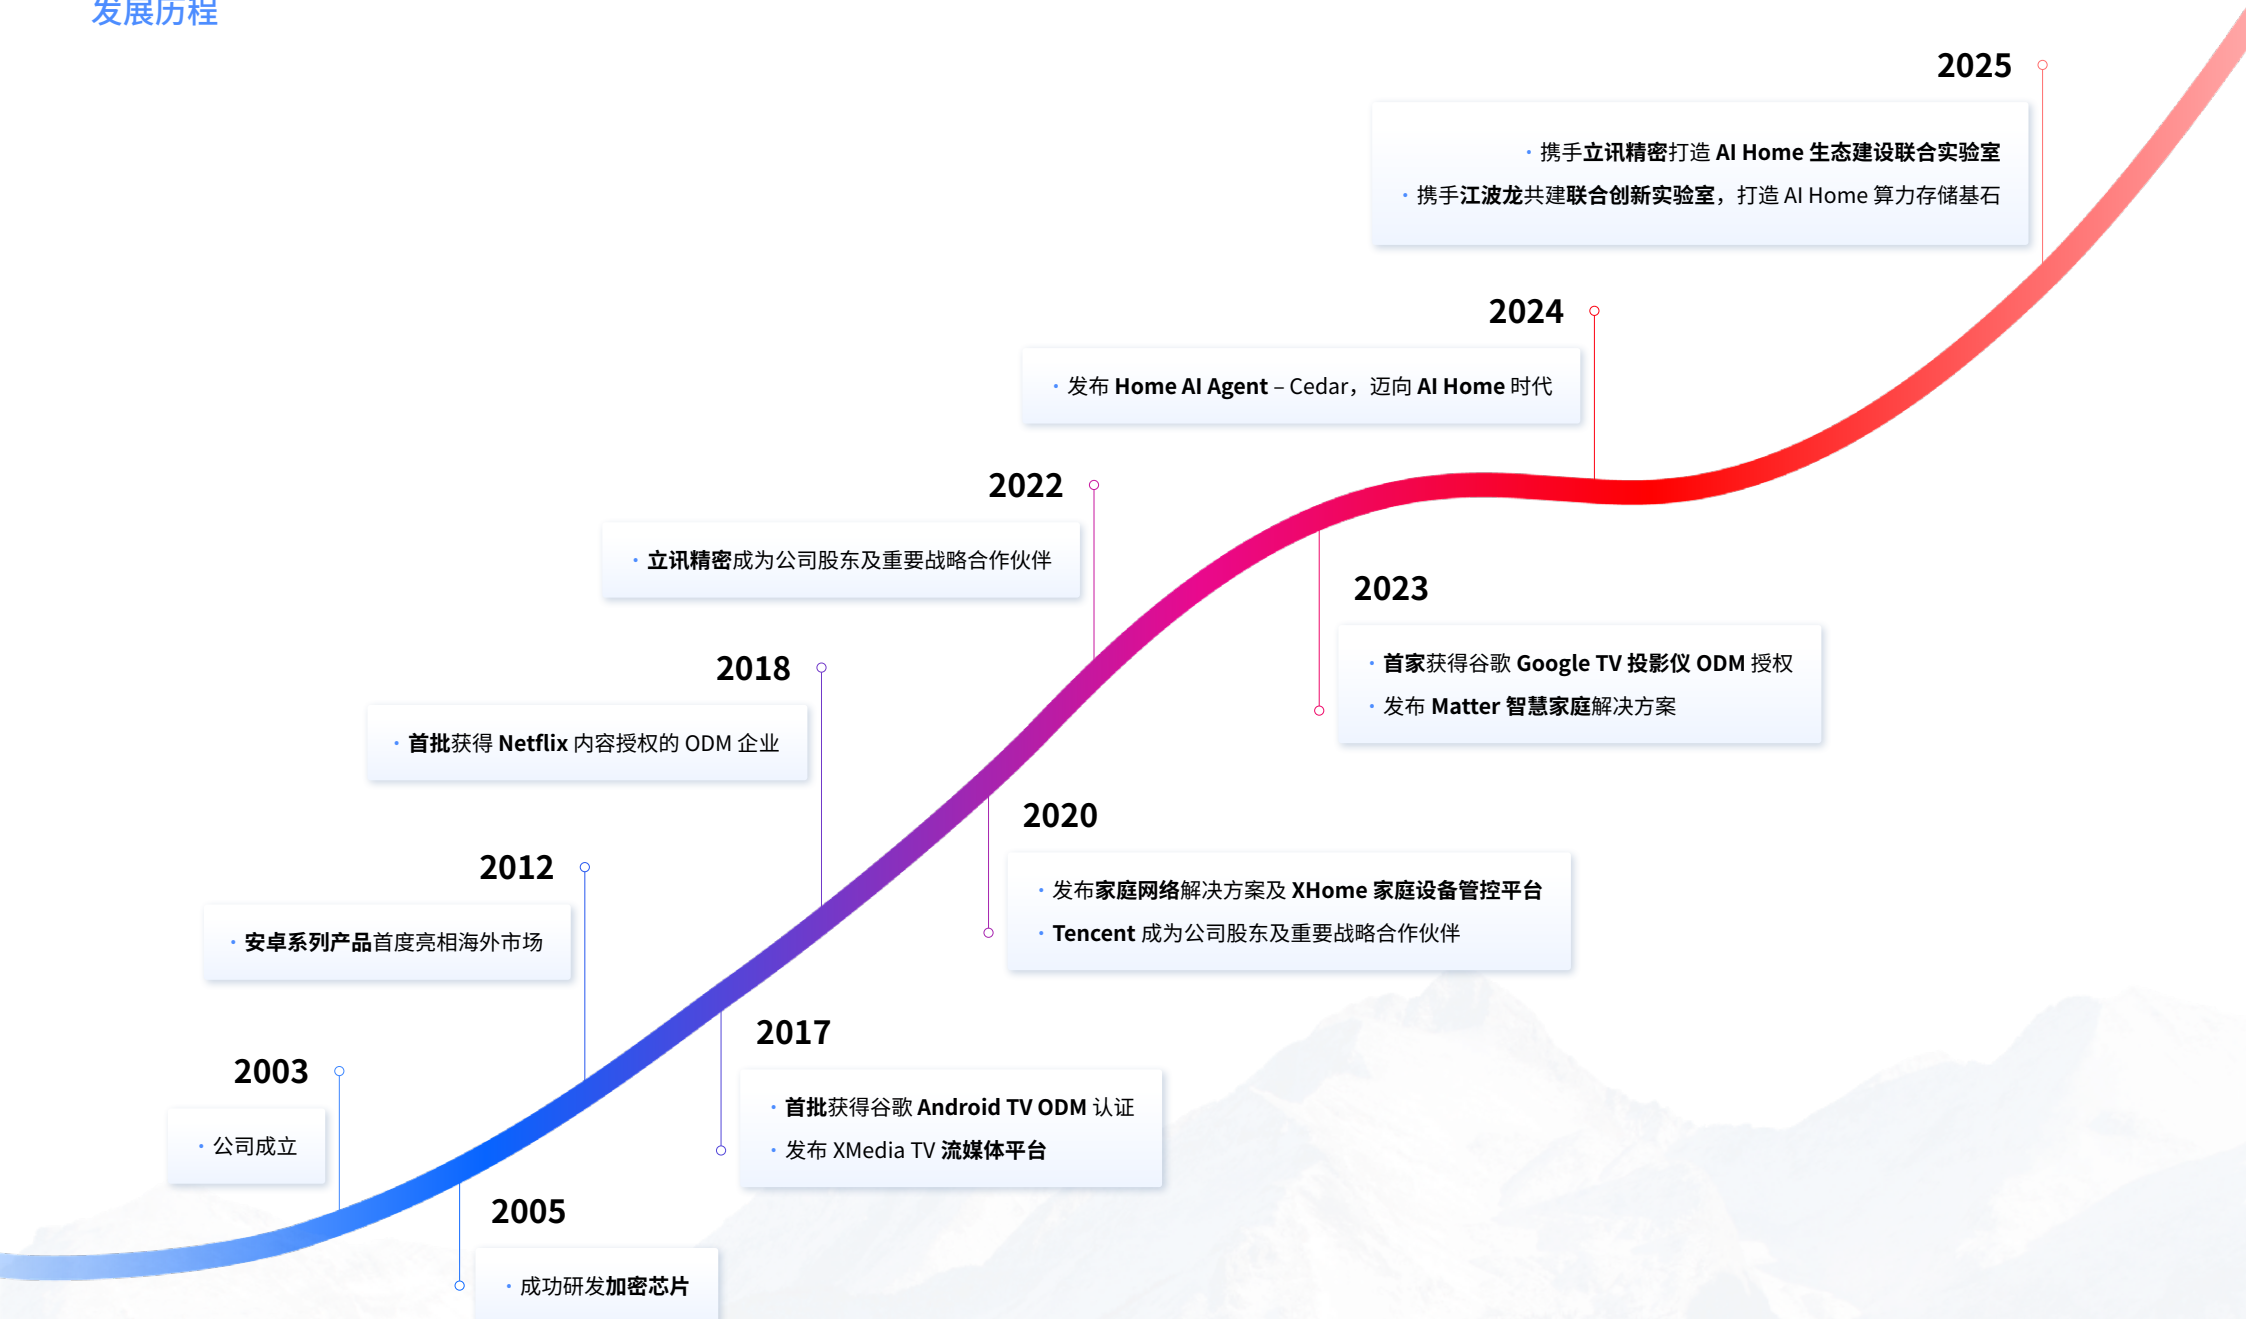 发展历程
2025
· 携手立讯精密打造 AI Home 生态建设联合实验室
· 携手江波龙共建联合创新实验室，打造 AI Home 算力存储基石
2024
· 发布 Home AI Agent – Cedar，迈向 AI Home 时代
2022
· 立讯精密成为公司股东及重要战略合作伙伴
2023
· 首家获得谷歌 Google TV 投影仪 ODM 授权
· 发布 Matter 智慧家庭解决方案
2018
· 首批获得 Netflix 内容授权的 ODM 企业
2020
· 发布家庭网络解决方案及 XHome 家庭设备管控平台
· Tencent 成为公司股东及重要战略合作伙伴
2012
· 安卓系列产品首度亮相海外市场
2017
· 首批获得谷歌 Android TV ODM 认证
· 发布 XMedia TV 流媒体平台
2003
· 公司成立
2005
· 成功研发加密芯片